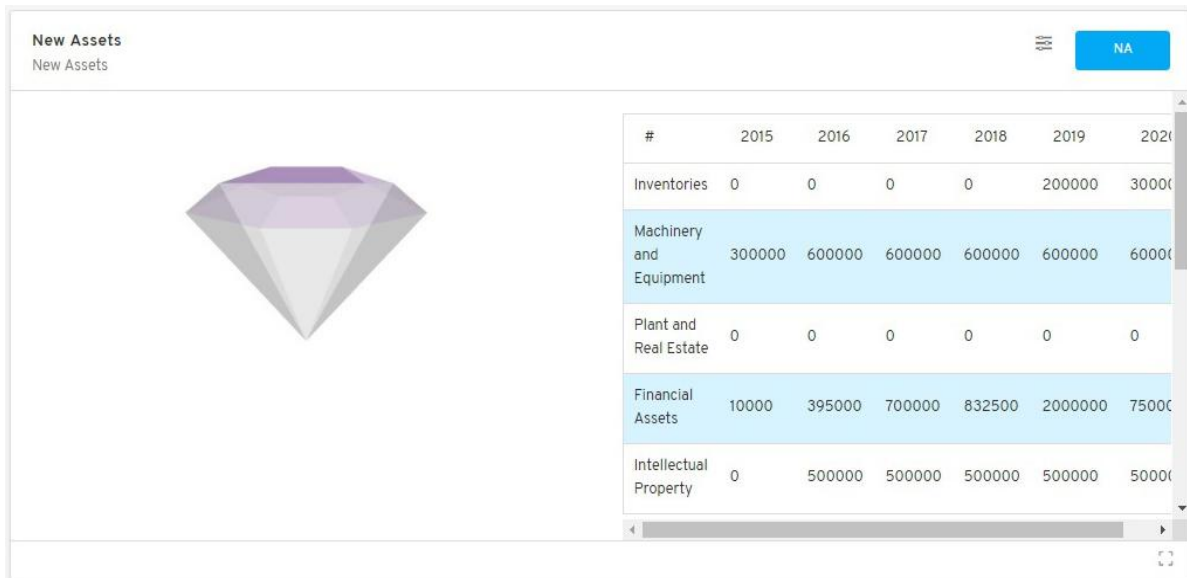 New Assets
New Assets
NA
# 2015 2016 2017 2018 2019
Inventories 0 0 0 0 200000
Machinery
and
Equipment
300000 600000 600000 600000 600000
Plant and
Real Estate
0 0 0 0 0 0
Financial
Assets
10000 395000 700000 832500 2000000
Intellectual
Property
0 500000 500000 500000 500000